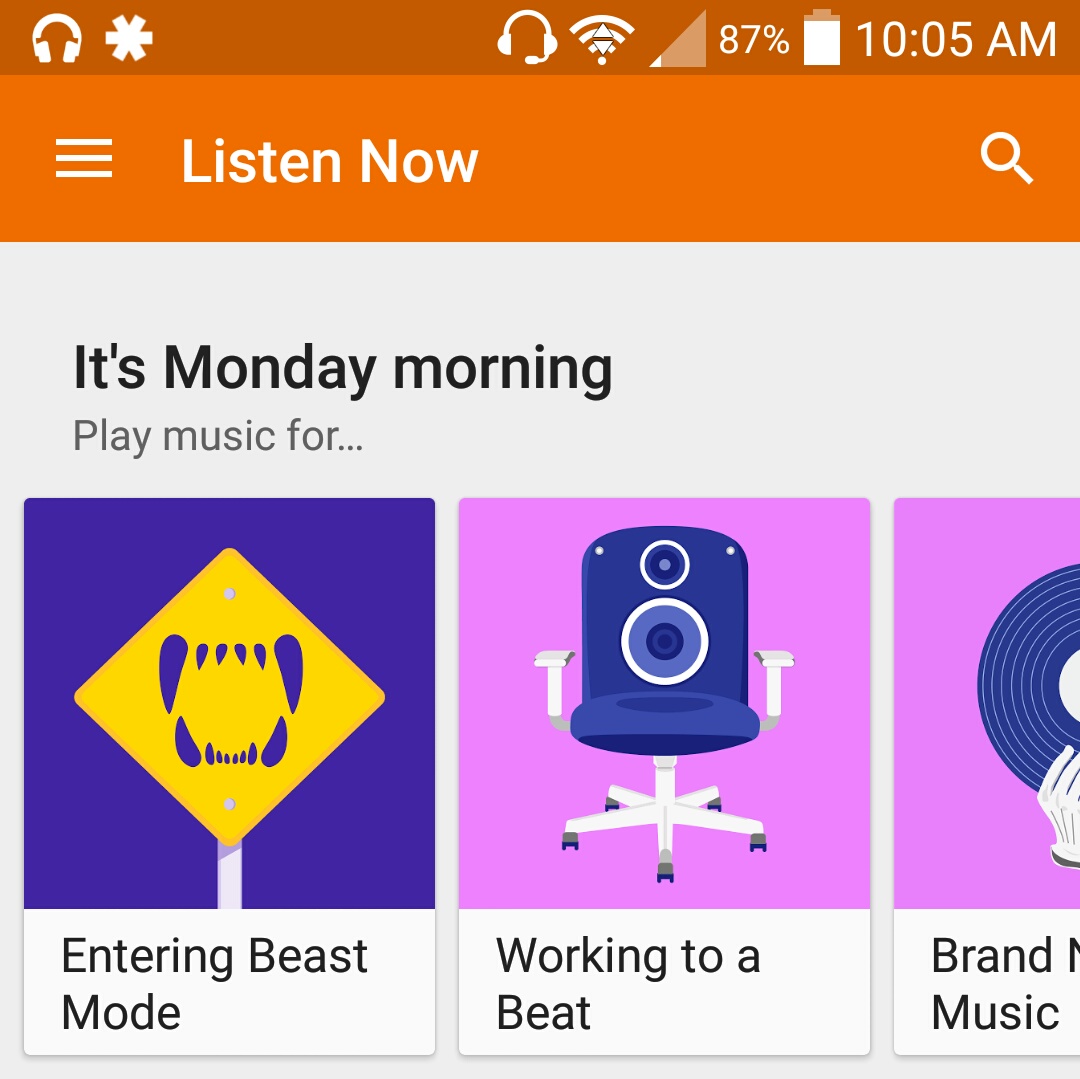 87% 10:05 AM
Listen Now
It's Monday morning
Play music for...
Entering Beast
Mode
Working to a
Beat
Brand N
Music